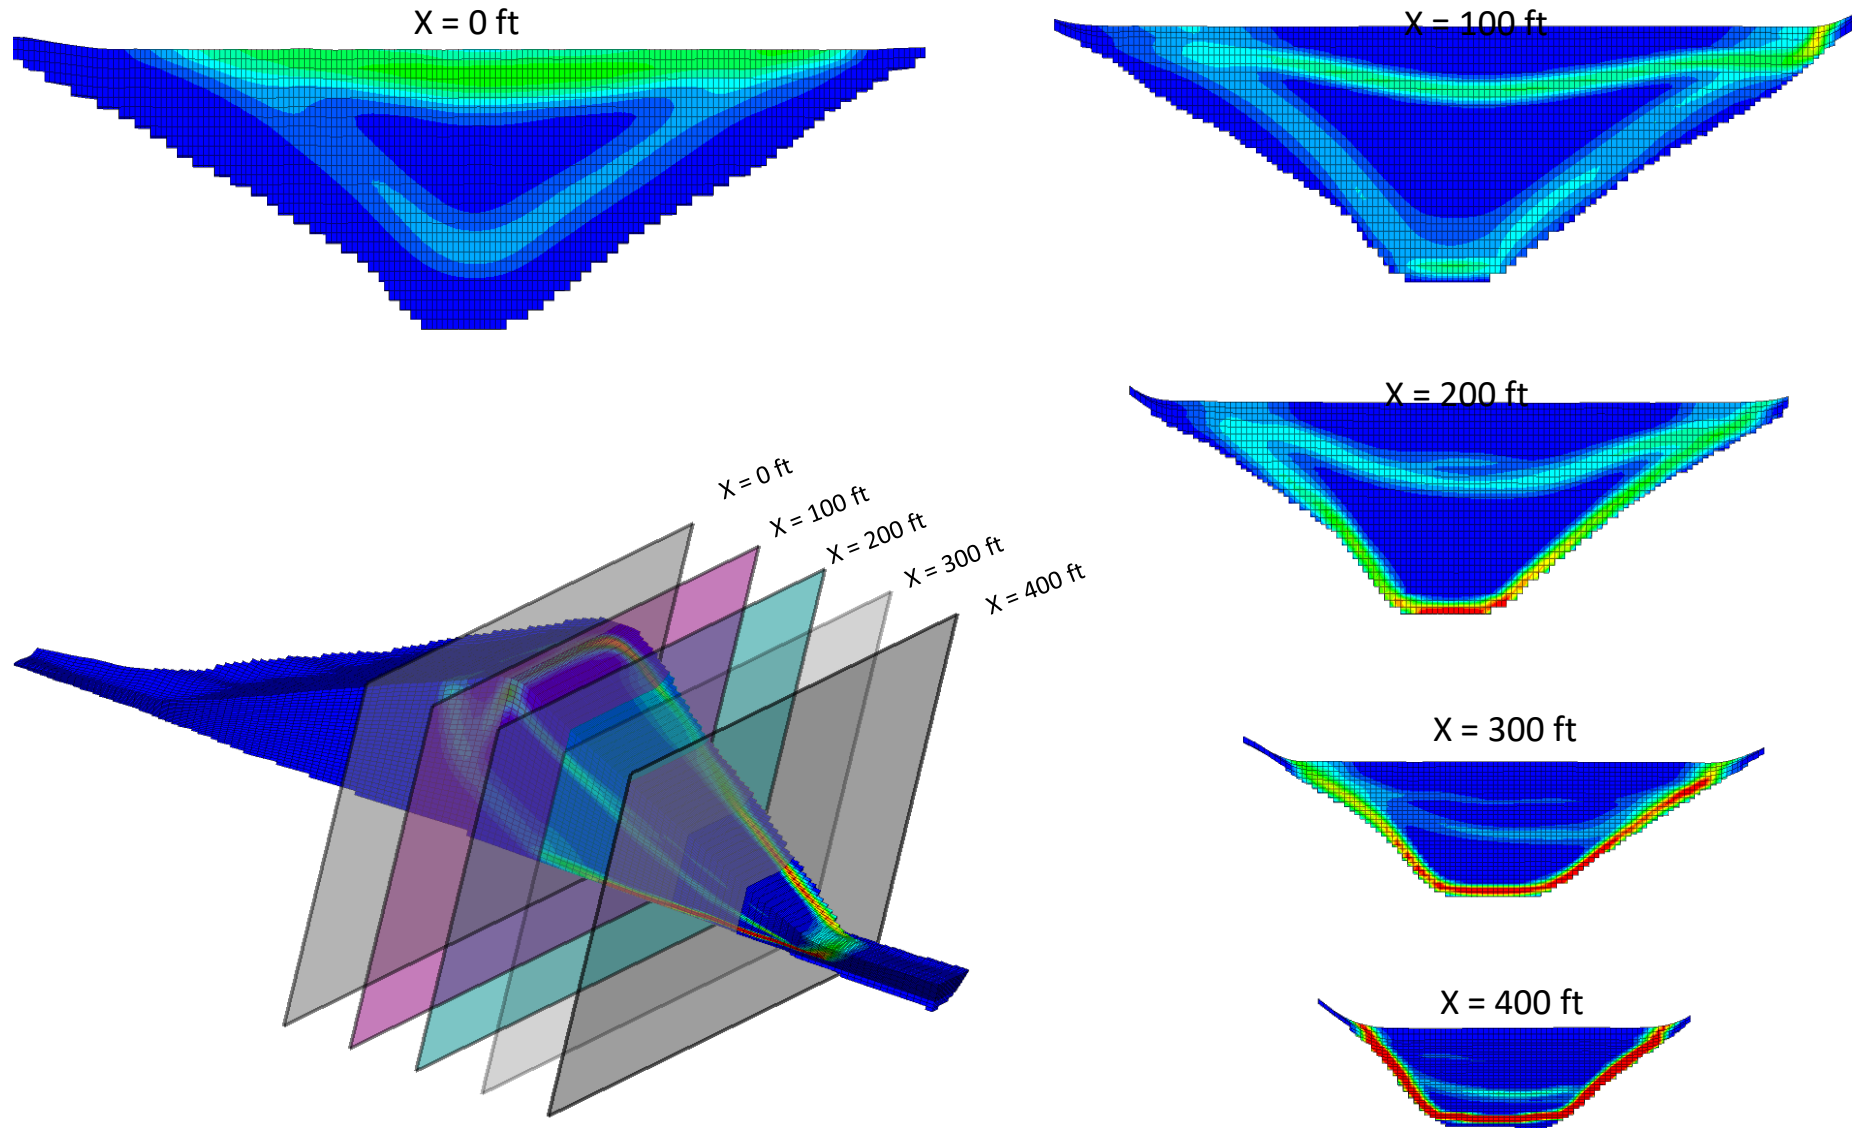 X = 0 ft
X = 100 ft
X = 200 ft
X = 0 ft
X = 100 ft
X = 200 ft
X = 300 ft
X = 400 ft
X = 300 ft
X = 400 ft